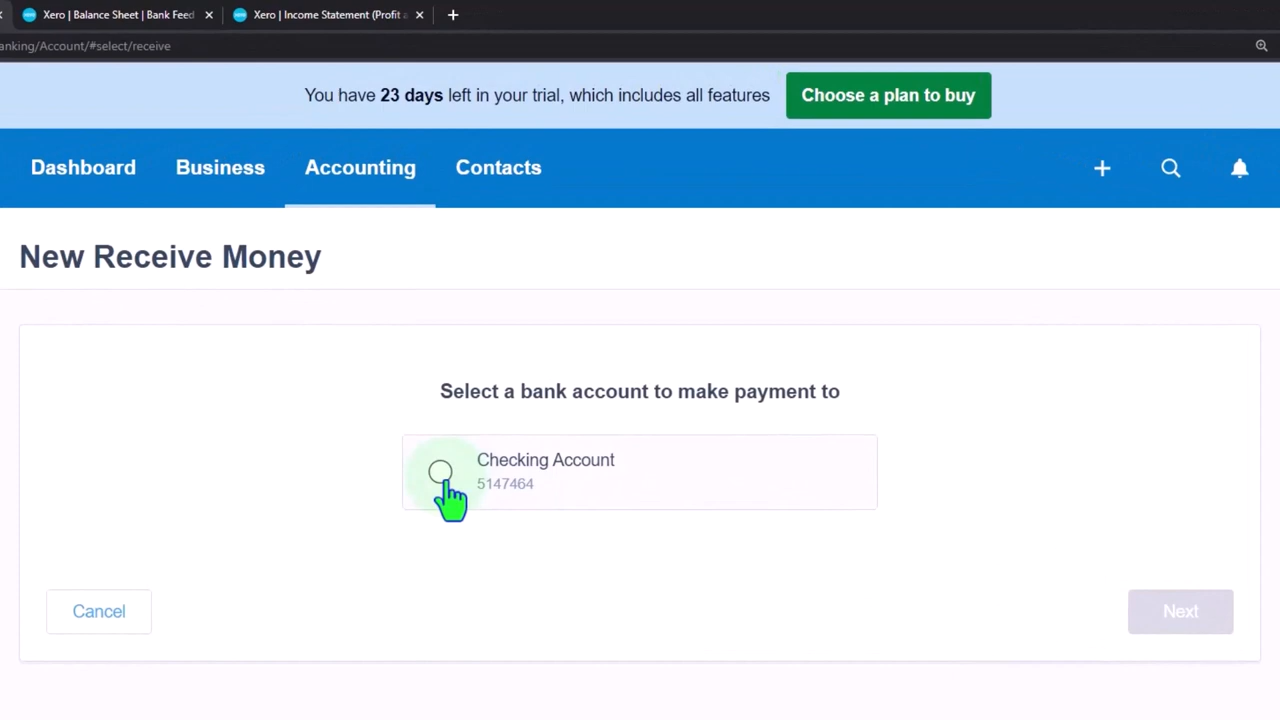 Xero | Balance Sheet | Bank Feed
Xero | Income Statement (Profit a
anking/Account/#select/receive
You have 23 days left in your trial, which includes all features
Choose a plan to buy
Dashboard
Business
Accounting
Contacts
New Receive Money
Select a bank account to make payment to
Checking Account
5147464
Cancel
Next